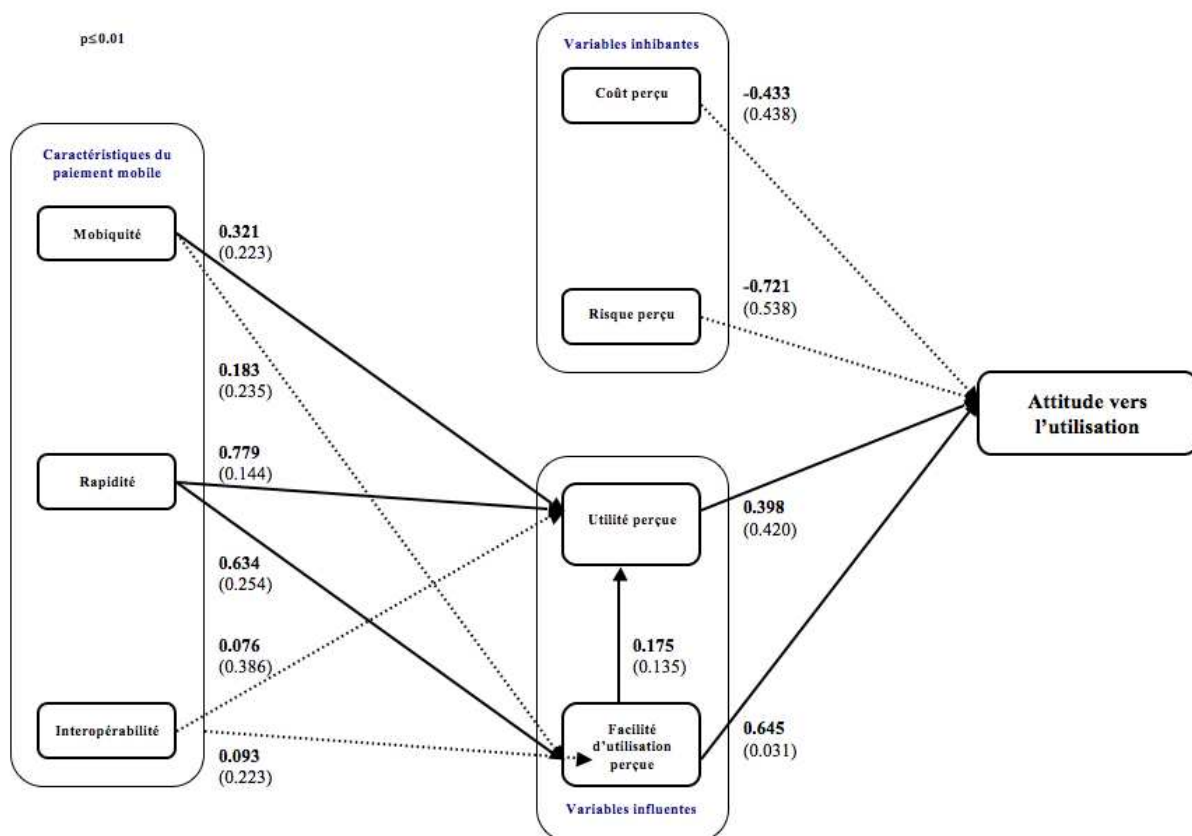 p≤0.01
Variables inhibantes
Coût perçu
-0.433
(0.438)
Risque perçu
-0.721
(0.538)
Caractéristiques du
paiement mobile
Mobiquité
0.321
(0.223)
0.183
(0.235)
Rapidité
0.779
(0.144)
0.634
(0.254)
0.076
(0.386)
Interopérabilité
0.093
(0.223)
Utilité perçue
0.398
(0.420)
0.175
(0.135)
Facilité
d’utilisation
perçue
0.645
(0.031)
Variables influentes
Attitude vers
l’utilisation